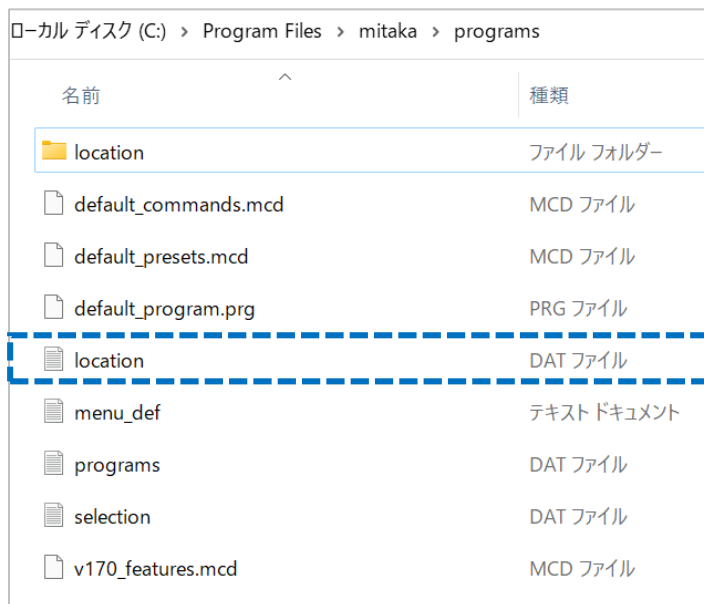 ローカル ディスク (C:) > Program Files > mitaka > programs
名前 種類
location ファイル フォルダー
default_commands.mcd MCD ファイル
default_presets.mcd MCD ファイル
default_program.prg PRG ファイル
location DAT ファイル
menu_def テキスト ドキュメント
programs DAT ファイル
selection DAT ファイル
v170_features.mcd MCD ファイル